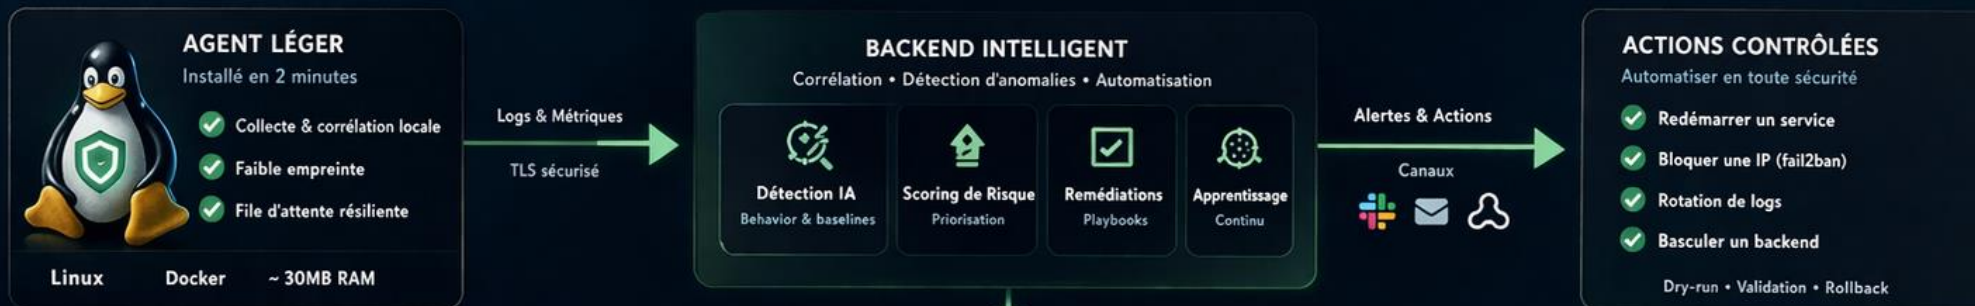 AGENT LÉGER
Installé en 2 minutes
Collecte & corrélation locale
Faible empreinte
File d'attente résiliente
Linux
Docker
~ 30MB RAM
Logs & Métriques
TLS sécurisé
BACKEND INTELLIGENT
Corrélation • Détection d'anomalies • Automatisation
Détection IA
Behavior & baselines
Scoring de Risque
Priorisation
Remédiations
Playbooks
Apprentissage
Continu
Alertes & Actions
Canaux
ACTIONS CONTRÔLÉES
Automatiser en toute sécurité
Redémarrer un service
Bloquer une IP (fail2ban)
Rotation de logs
Basculer un backend
Dry-run • Validation • Rollback